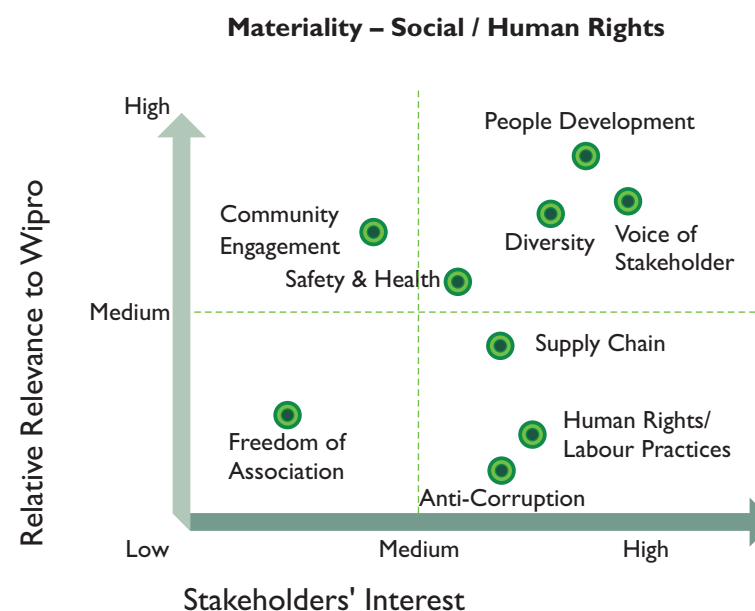 Materiality – Social / Human Rights
High
People Development
Community
Engagement
Diversity
Voice of
Stakeholder
Safety & Health
Medium
Supply Chain
Freedom of
Association
Human Rights/
Labour Practices
Anti-Corruption
Relative Relevance to Wipro
Low
Medium
High
Stakeholders' Interest